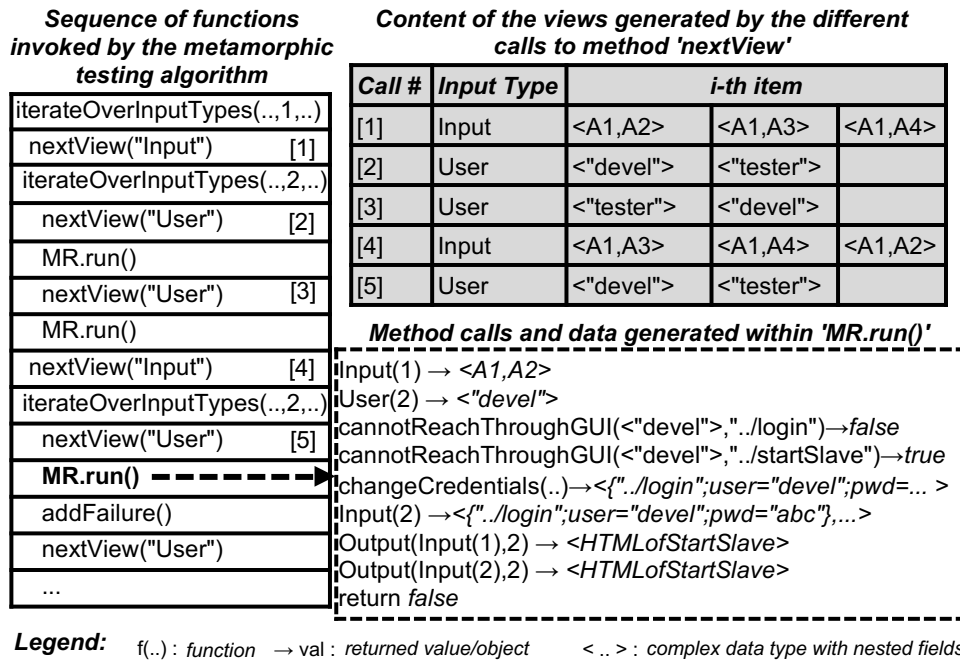 Sequence of functions
invoked by the metamorphic
testing algorithm
iterateOverInputTypes(..,1,..)
nextView("Input") [1]
iterateOverInputTypes(..,2,..)
nextView("User") [2]
MR.run()
nextView("User") [3]
MR.run()
nextView("Input") [4]
iterateOverInputTypes(..,2,..)
nextView("User") [5]
MR.run()
addFailure()
nextView("User")
...
Content of the views generated by the different
calls to method 'nextView'
Call # Input Type i-th item
[1] Input <A1,A2> <A1,A3> <A1,A4>
[2] User <"devel"> <"tester">
[3] User <"tester"> <"devel">
[4] Input <A1,A3> <A1,A4> <A1,A2>
[5] User <"devel"> <"tester">
Method calls and data generated within 'MR.run()'
Input(1) → <A1,A2>
User(2) → <"devel">
cannotReachThroughGUI(<"devel">,"../login")→false
cannotReachThroughGUI(<"devel">,"../startSlave")→true
changeCredentials(..)→<{"../login";user="devel";pwd=... >
Input(2) →<{"../login";user="devel";pwd="abc"},...>
Output(Input(1),2) → <HTMLofStartSlave>
Output(Input(2),2) → <HTMLofStartSlave>
return false
Legend: f(..) : function → val : returned value/object < .. > : complex data type with nested fields